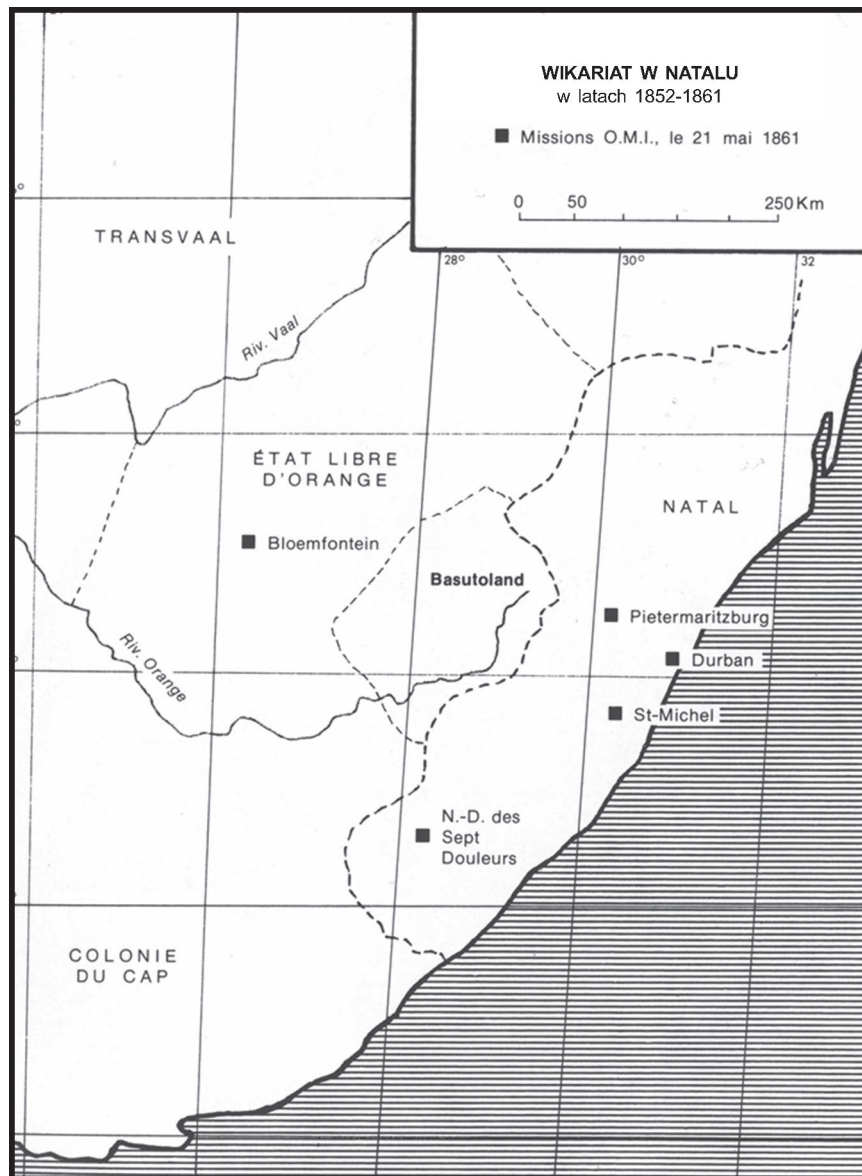 WIKARIAT W NATALU
w latach 1852-1861
Missions O.M.I., le 21 mai 1861
0 50 250 Km
TRANSVAAL
28° 30° 32
Riv. Vaal
ÉTAT LIBRE
D'ORANGE
NATAL
Bloemfontein
Basutoland
Pietermaritzburg
Riv. Orange
Durban
St-Michel
N.-D. des
Sept
Douleurs
COLONIE
DU CAP